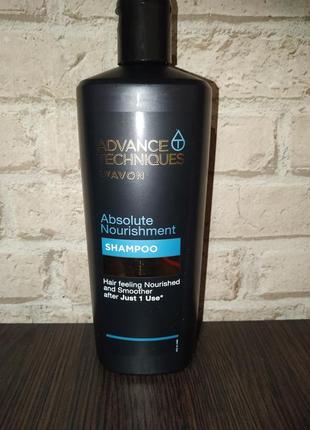 ADVANCE
TECHNIQUES
AVON
Absolute
Nourishment
SHAMPOO
Hair feeling Nourished
and Smoother
after Just 1 Use*